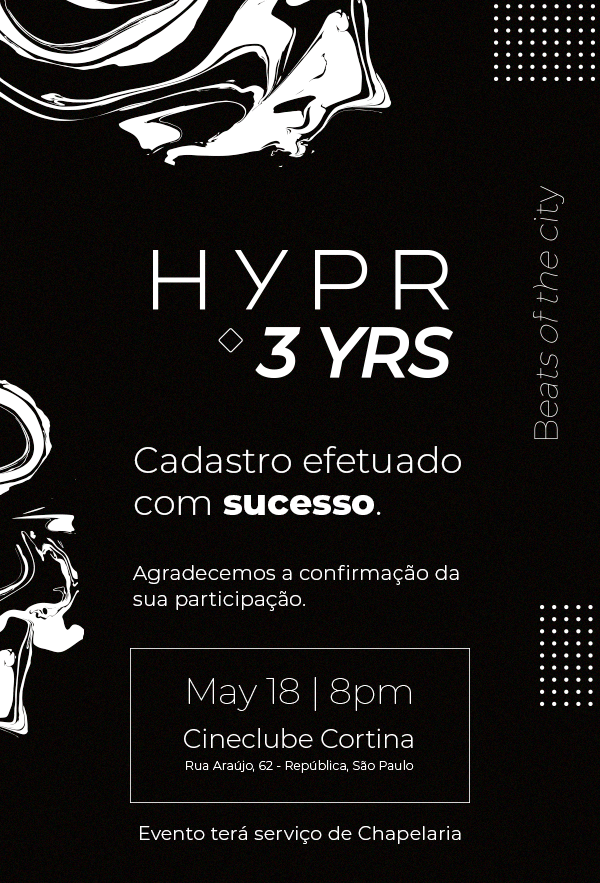 HYPR
3 YRS
Beats of the city
Cadastro efetuado
com sucesso.
Agradecemos a confirmação da
sua participação.
May 18 | 8pm
Cineclube Cortina
Rua Araújo, 62 - República, São Paulo
Evento terá serviço de Chapelaria